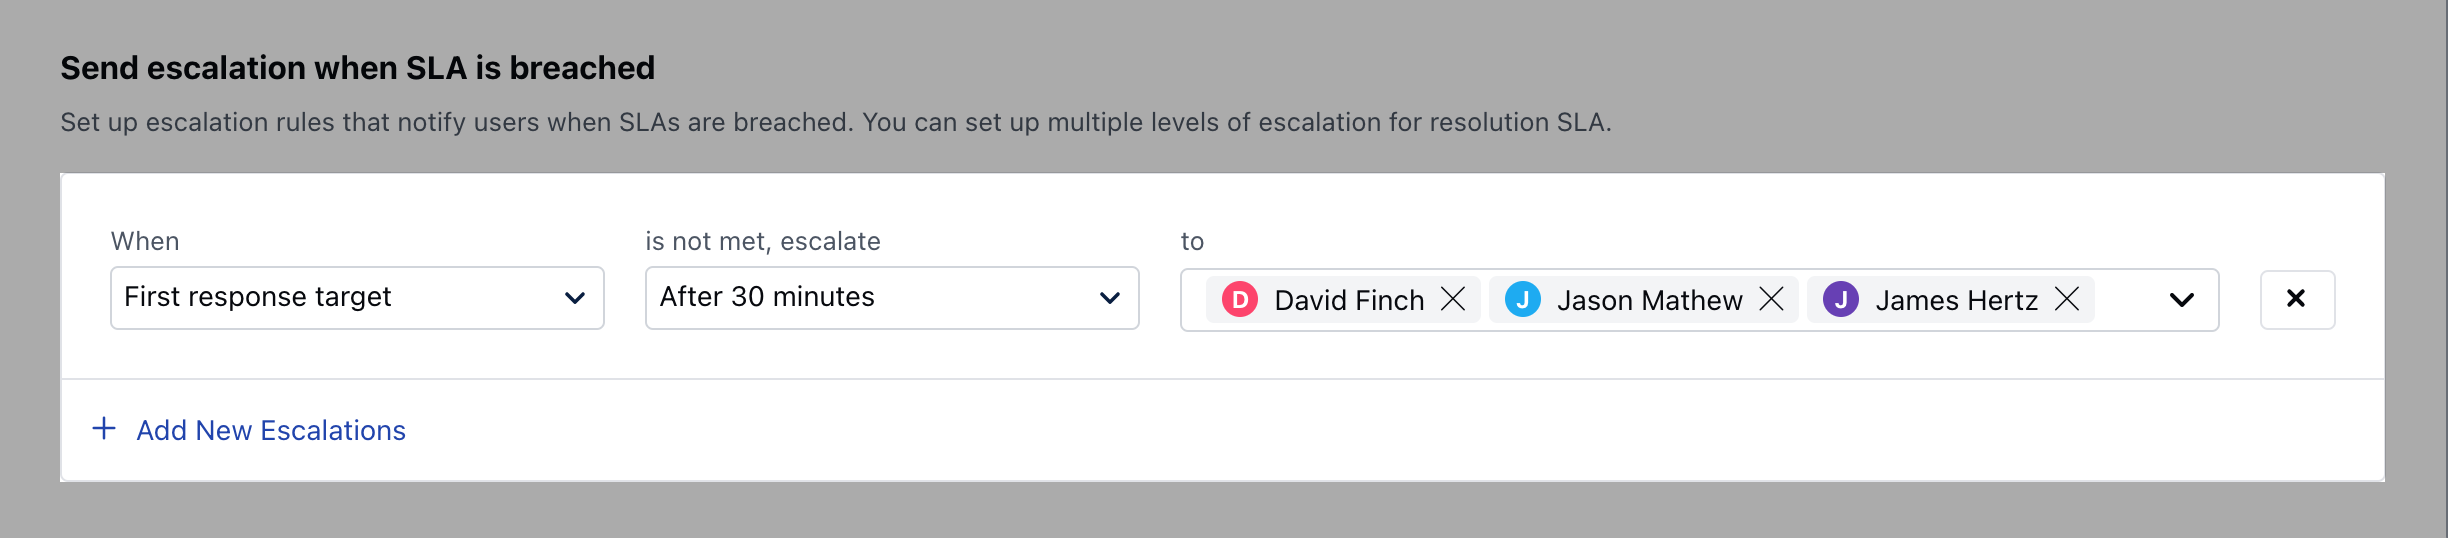 Send escalation when SLA is breached
Set up escalation rules that notify users when SLAs are breached. You can set up multiple levels of escalation for resolution SLA.
When is not met, escalate to
First response target After 30 minutes D David Finch J Jason Mathew J James Hertz
+ Add New Escalations